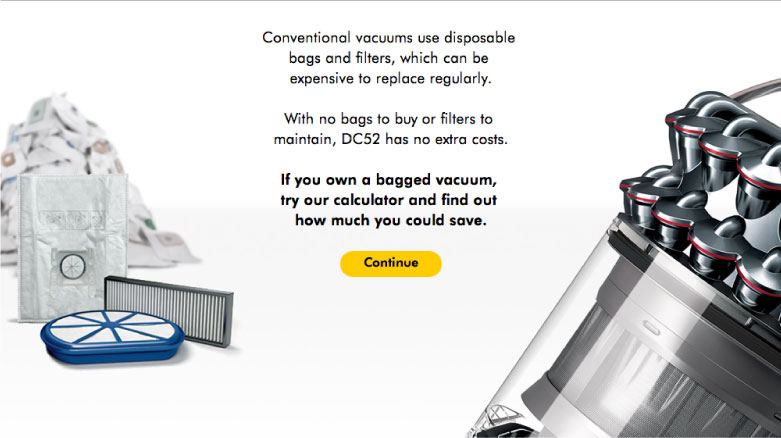 Conventional vacuums use disposable
bags and filters, which can be
expensive to replace regularly.
With no bags to buy or filters to
maintain, DC52 has no extra costs.
If you own a bagged vacuum,
try our calculator and find out
how much you could save.
Continue